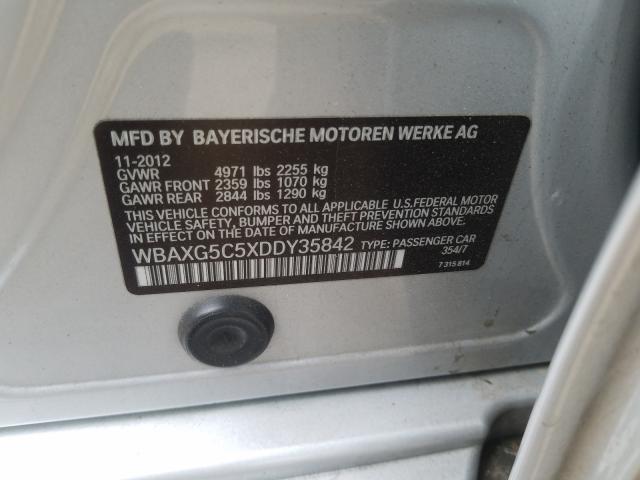 MFD BY BAYERISCHE MOTOREN WERKE AG
11-2012
GVWR 4971 lbs 2255 kg
GAWR FRONT 2359 lbs 1070 kg
GAWR REAR 2844 lbs 1290 kg
THIS VEHICLE CONFORMS TO ALL APPLICABLE U.S.FEDERAL MOTOR
VEHICLE SAFETY, BUMPER AND THEFT PREVENTION STANDARDS
IN EFFECT ON THE DATE OF MANUFACTURE SHOWN ABOVE.
WBAXG5C5XDDY35842 TYPE: PASSENGER CAR
354/7
7 315 814